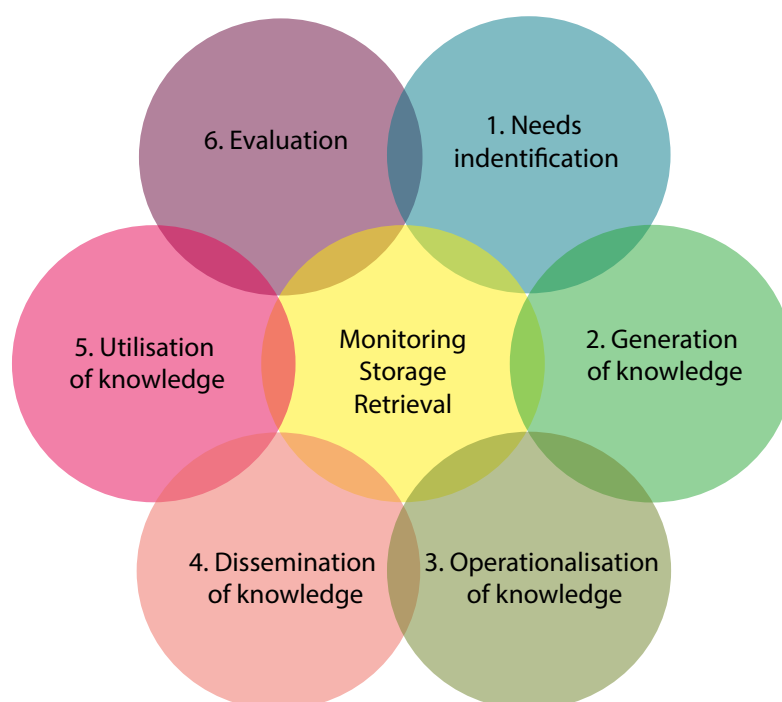 1. Needs
indentification
2. Generation
of knowledge
3. Operationalisation
of knowledge
4. Dissemination
of knowledge
5. Utilisation
of knowledge
6. Evaluation
Monitoring
Storage
Retrieval